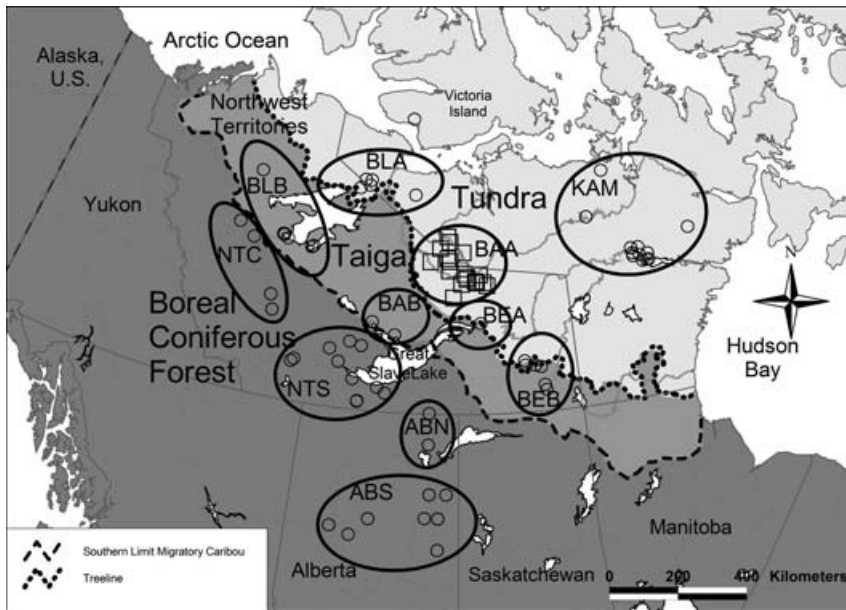 Arctic Ocean
Alaska,
U.S.
Victoria
Island
Northwest
Territories
BLA
KAM
BLB
Tundra
Yukon
Taiga
BAA
NTC
N
BAB
BEA
Boreal
Coniferous
Forest
Great
SlaveLake
Hudson
Bay
NTS
BEB
ABN
ABS
Manitoba
Southern Limit Migratory Caribou
Treeline
Alberta
Saskatchewan
0 200 400 Kilometers